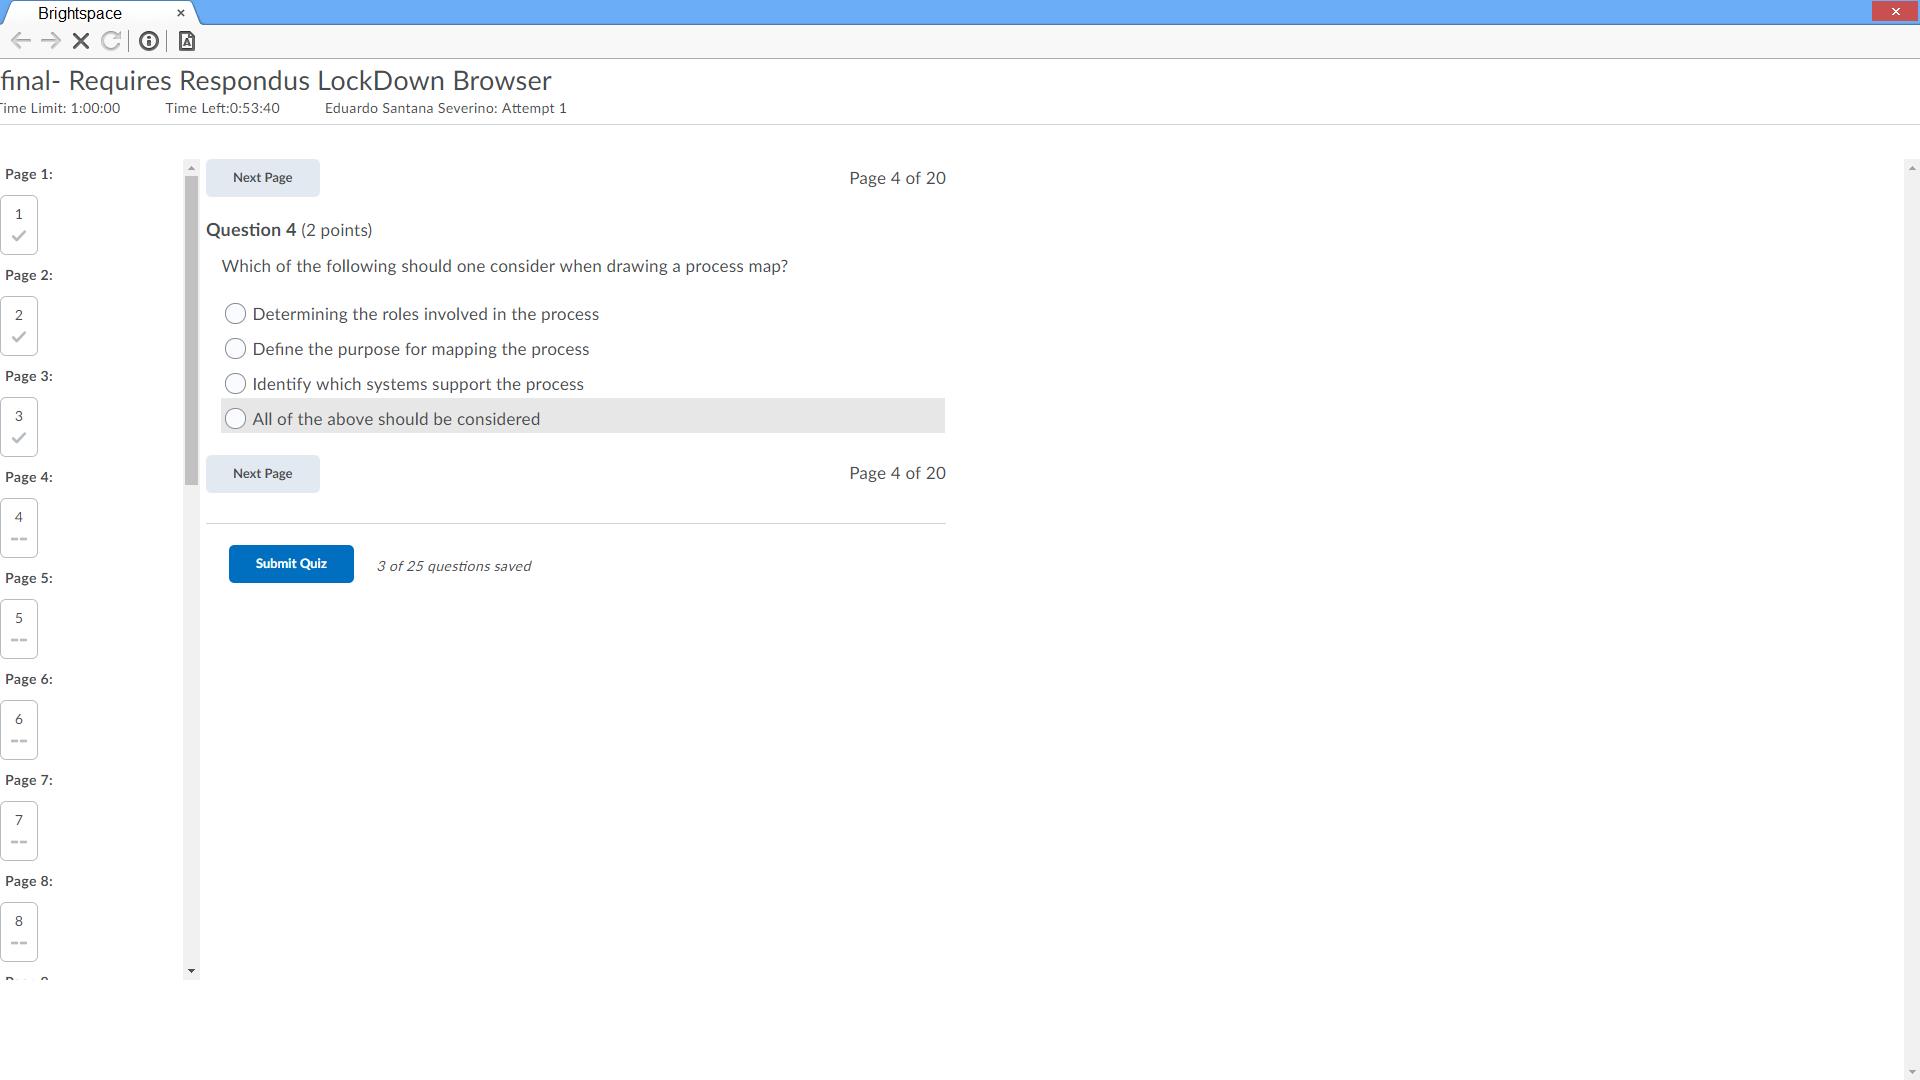 Brightspace
final- Requires Respondus LockDown Browser
Time Limit: 1:00:00 Time Left:0:53:40 Eduardo Santana Severino: Attempt 1
Page 1:
1
Page 2:
2
Page 3:
3
Page 4:
4
--
Page 5:
5
--
Page 6:
6
--
Page 7:
7
--
Page 8:
8
--
Next Page Page 4 of 20
Question 4 (2 points)
Which of the following should one consider when drawing a process map?
Determining the roles involved in the process
Define the purpose for mapping the process
Identify which systems support the process
All of the above should be considered
Next Page Page 4 of 20
Submit Quiz 3 of 25 questions saved